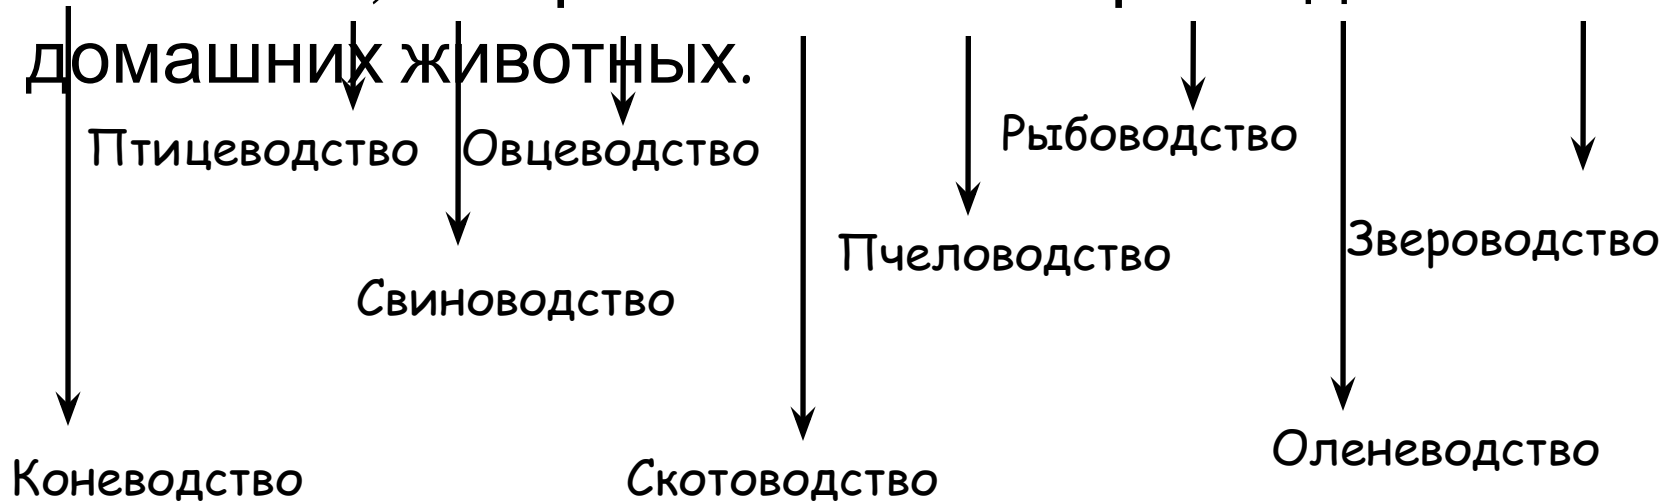 домашних животных.
Птицеводство
Овцеводство
Рыбоводство
Пчеловодство
Звероводство
Свиноводство
Оленеводство
Коневодство
Скотоводство